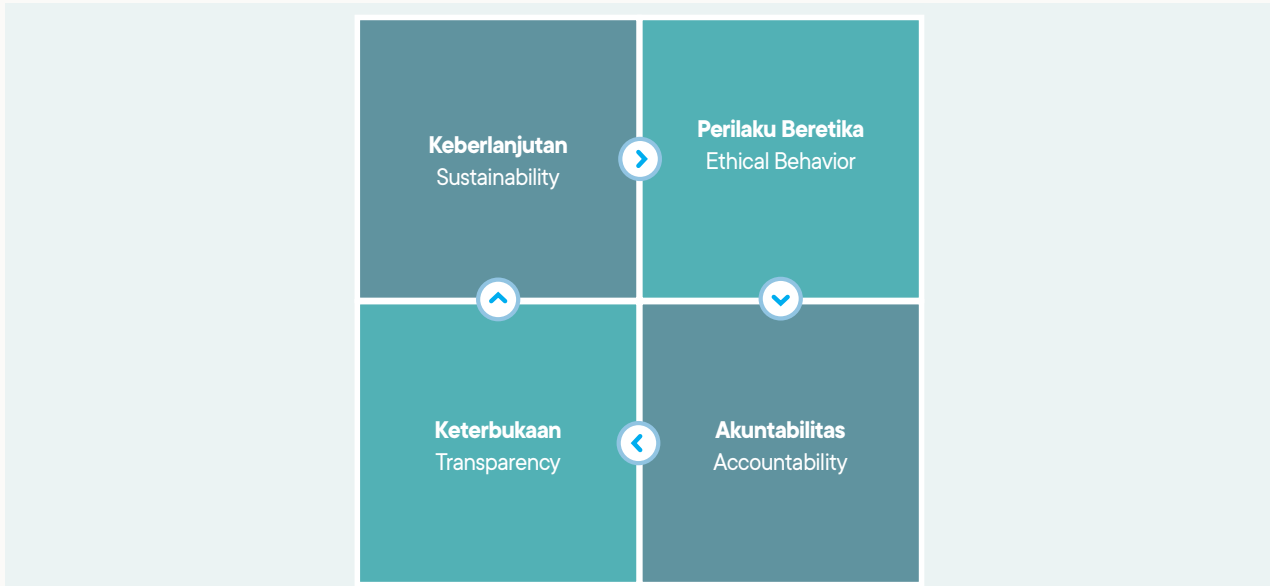 Keberlanjutan
Sustainability
Perilaku Beretika
Ethical Behavior
Keterbukaan
Transparency
Akuntabilitas
Accountability